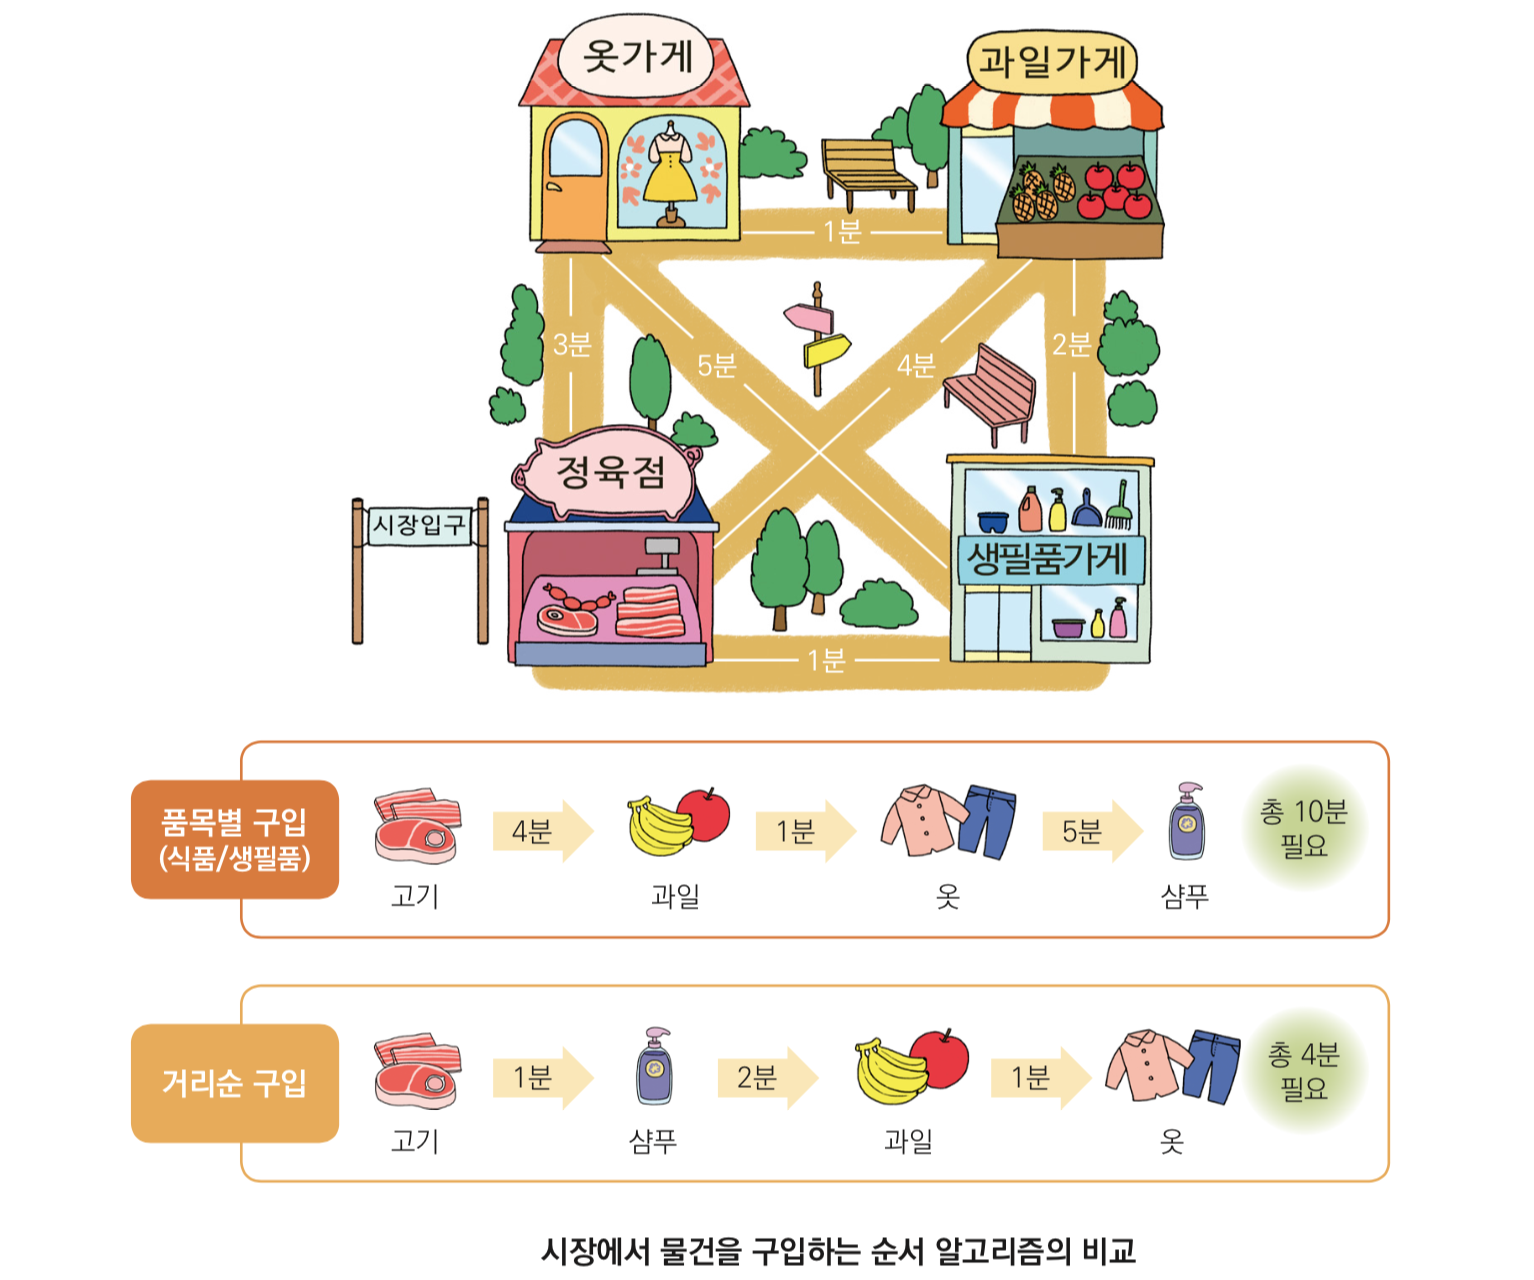 옷가게
과일가게
1분
3분
5분
4분
2분
정육점
시장입구
생필품가게
1분
품목별 구입
(식품/생필품)
4분
1분
5분
총 10분
필요
고기
과일
옷
샴푸
거리순 구입
1분
2분
1분
총 4분
필요
고기
샴푸
과일
옷
시장에서 물건을 구입하는 순서 알고리즘의 비교